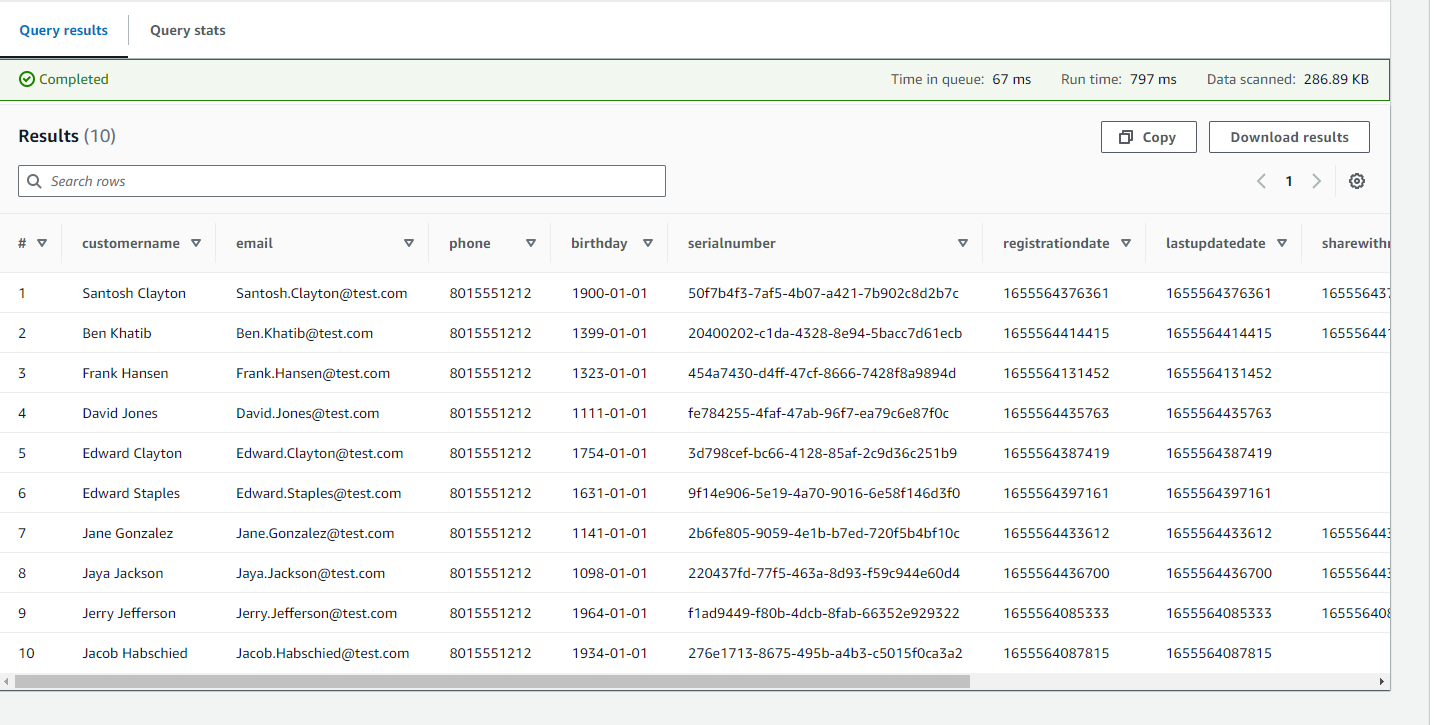 Query results Query stats
Completed Time in queue: 67 ms Run time: 797 ms Data scanned: 286.89 KB
Results (10) Copy Download results
Search rows 1
# customername email phone birthday serialnumber registrationdate lastupdatedate sharewithr
1 Santosh Clayton Santosh.Clayton@test.com 8015551212 1900-01-01 50f7b4f3-7af5-4b07-a421-7b902c8d2b7c 1655564376361 1655564376361 165556437
2 Ben Khatib Ben.Khatib@test.com 8015551212 1399-01-01 20400202-c1da-4328-8e94-5bacc7d61ecb 1655564414415 1655564414415 165556441
3 Frank Hansen Frank.Hansen@test.com 8015551212 1323-01-01 454a7430-d4ff-47cf-8666-7428f8a9894d 1655564131452 1655564131452
4 David Jones David.Jones@test.com 8015551212 1111-01-01 fe784255-4faf-47ab-96f7-ea79c6e87f0c 1655564435763 1655564435763
5 Edward Clayton Edward.Clayton@test.com 8015551212 1754-01-01 3d798cef-bc66-4128-85af-2c9d36c251b9 1655564387419 1655564387419
6 Edward Staples Edward.Staples@test.com 8015551212 1631-01-01 9f14e906-5e19-4a70-9016-6e58f146d3f0 1655564397161 1655564397161
7 Jane Gonzalez Jane.Gonzalez@test.com 8015551212 1141-01-01 2b6fe805-9059-4e1b-b7ed-720f5b4bf10c 1655564433612 1655564433612 165556443
8 Jaya Jackson Jaya.Jackson@test.com 8015551212 1098-01-01 220437fd-77f5-463a-8d93-f59c944e60d4 1655564436700 1655564436700 165556443
9 Jerry Jefferson Jerry.Jefferson@test.com 8015551212 1964-01-01 f1ad9449-f80b-4dcb-8fab-66352e929322 1655564085333 1655564085333 165556408
10 Jacob Habschied Jacob.Habschied@test.com 8015551212 1934-01-01 276e1713-8675-495b-a4b3-c5015f0ca3a2 1655564087815 1655564087815